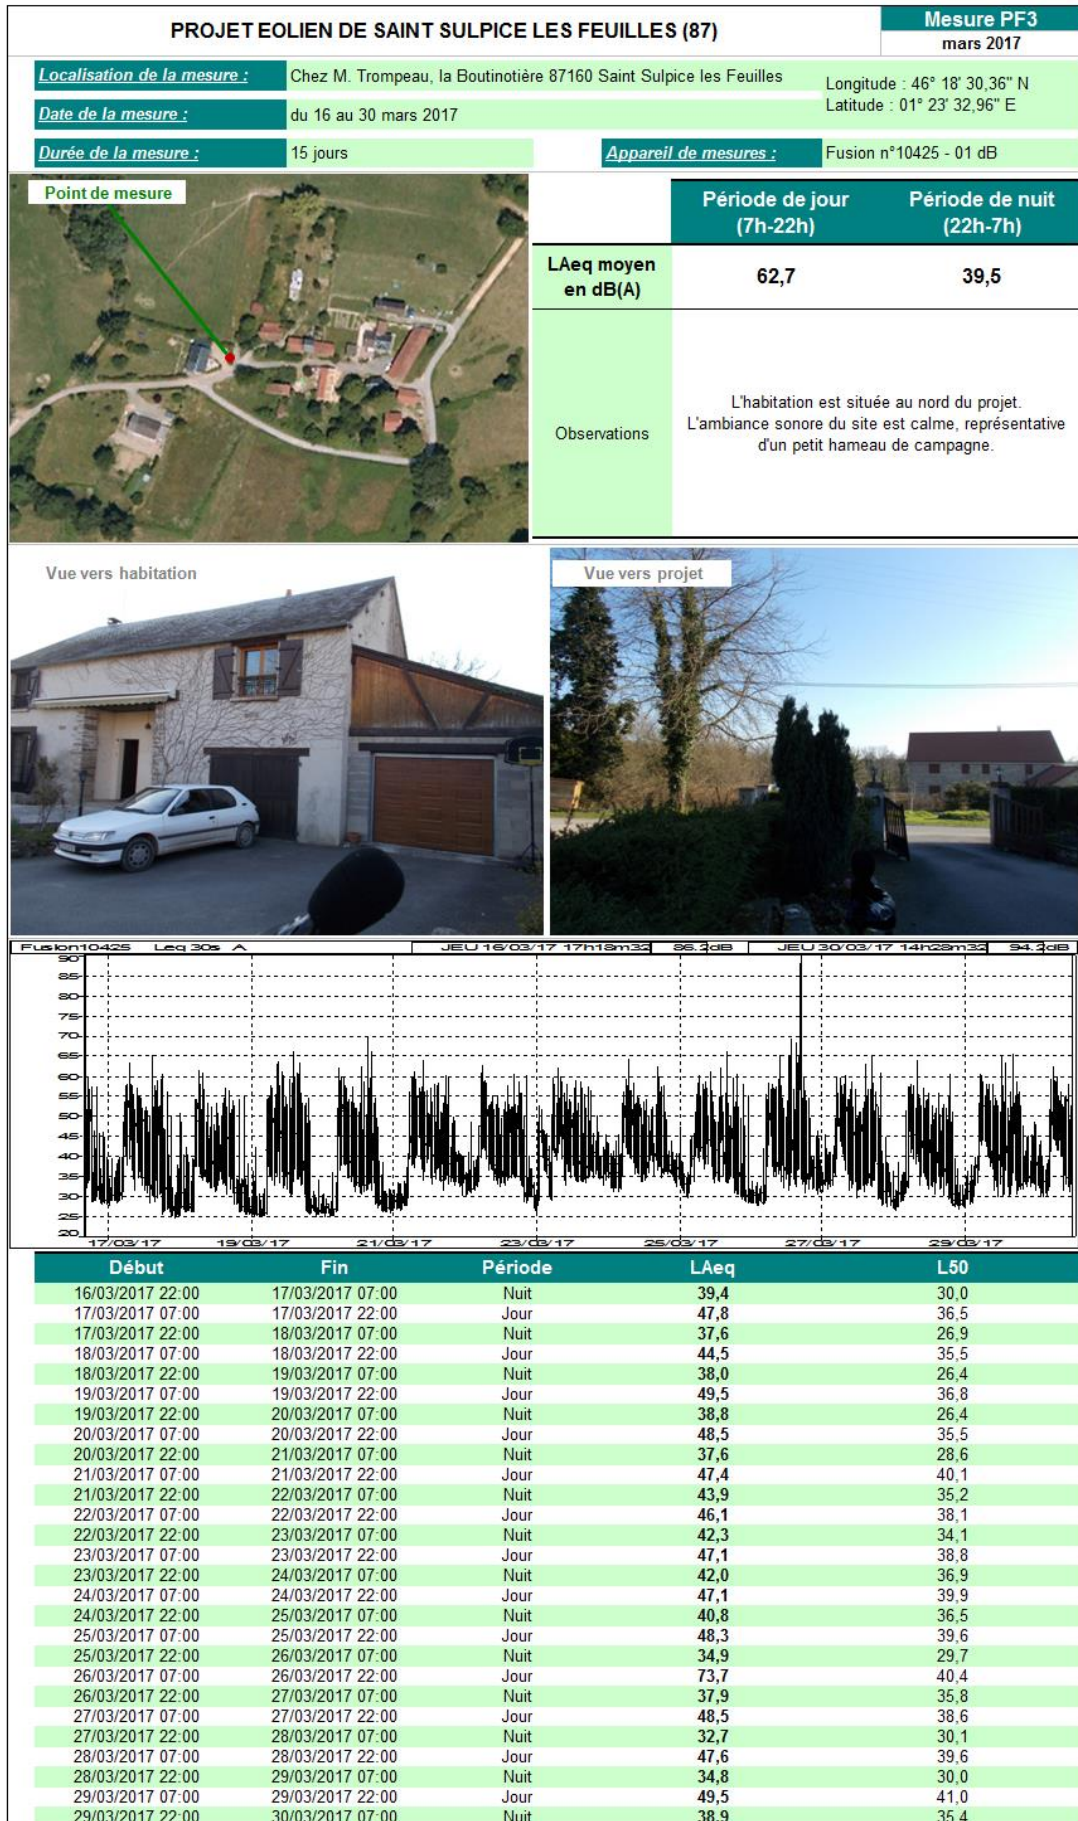 PROJET EOLIEN DE SAINT SULPICE LES FEUILLES (87)
Mesure PF3
mars 2017
Localisation de la mesure :
Chez M. Trompeau, la Boutinotière 87160 Saint Sulpice les Feuilles
Longitude : 46° 18' 30,36" N
Latitude : 01° 23' 32,96" E
Date de la mesure :
du 16 au 30 mars 2017
Durée de la mesure :
15 jours
Appareil de mesures :
Fusion n°10425 - 01 dB
Point de mesure
Période de jour
(7h-22h)
Période de nuit
(22h-7h)
LAeq moyen
en dB(A)
62,7
39,5
Observations
L'habitation est située au nord du projet.
L'ambiance sonore du site est calme, représentative
d'un petit hameau de campagne.
Vue vers habitation
Vue vers projet
Fusion10425 Leq 30s A JEU 16/03/17 17h18m32 86.2dB JEU 30/03/17 14h28m32 94.2dB
90
85
80
75
70
65
60
55
50
45
40
35
30
25
20
17/03/17 19/03/17 21/03/17 23/03/17 25/03/17 27/03/17 29/03/17
Début Fin Période LAeq L50
16/03/2017 22:00 17/03/2017 07:00 Nuit 39,4 30,0
17/03/2017 07:00 17/03/2017 22:00 Jour 47,8 36,5
17/03/2017 22:00 18/03/2017 07:00 Nuit 37,6 26,9
18/03/2017 07:00 18/03/2017 22:00 Jour 44,5 35,5
18/03/2017 22:00 19/03/2017 07:00 Nuit 38,0 26,4
19/03/2017 07:00 19/03/2017 22:00 Jour 49,5 36,8
19/03/2017 22:00 20/03/2017 07:00 Nuit 38,8 26,4
20/03/2017 07:00 20/03/2017 22:00 Jour 48,5 35,5
20/03/2017 22:00 21/03/2017 07:00 Nuit 37,6 28,6
21/03/2017 07:00 21/03/2017 22:00 Jour 47,4 40,1
21/03/2017 22:00 22/03/2017 07:00 Nuit 43,9 35,2
22/03/2017 07:00 22/03/2017 22:00 Jour 46,1 38,1
22/03/2017 22:00 23/03/2017 07:00 Nuit 42,3 34,1
23/03/2017 07:00 23/03/2017 22:00 Jour 47,1 38,8
23/03/2017 22:00 24/03/2017 07:00 Nuit 42,0 36,9
24/03/2017 07:00 24/03/2017 22:00 Jour 47,1 39,9
24/03/2017 22:00 25/03/2017 07:00 Nuit 40,8 36,5
25/03/2017 07:00 25/03/2017 22:00 Jour 48,3 39,6
25/03/2017 22:00 26/03/2017 07:00 Nuit 34,9 29,7
26/03/2017 07:00 26/03/2017 22:00 Jour 73,7 40,4
26/03/2017 22:00 27/03/2017 07:00 Nuit 37,9 35,8
27/03/2017 07:00 27/03/2017 22:00 Jour 48,5 38,6
27/03/2017 22:00 28/03/2017 07:00 Nuit 32,7 30,1
28/03/2017 07:00 28/03/2017 22:00 Jour 47,6 39,6
28/03/2017 22:00 29/03/2017 07:00 Nuit 34,8 30,0
29/03/2017 07:00 29/03/2017 22:00 Jour 49,5 41,0
29/03/2017 22:00 30/03/2017 07:00 Nuit 38,9 35,4